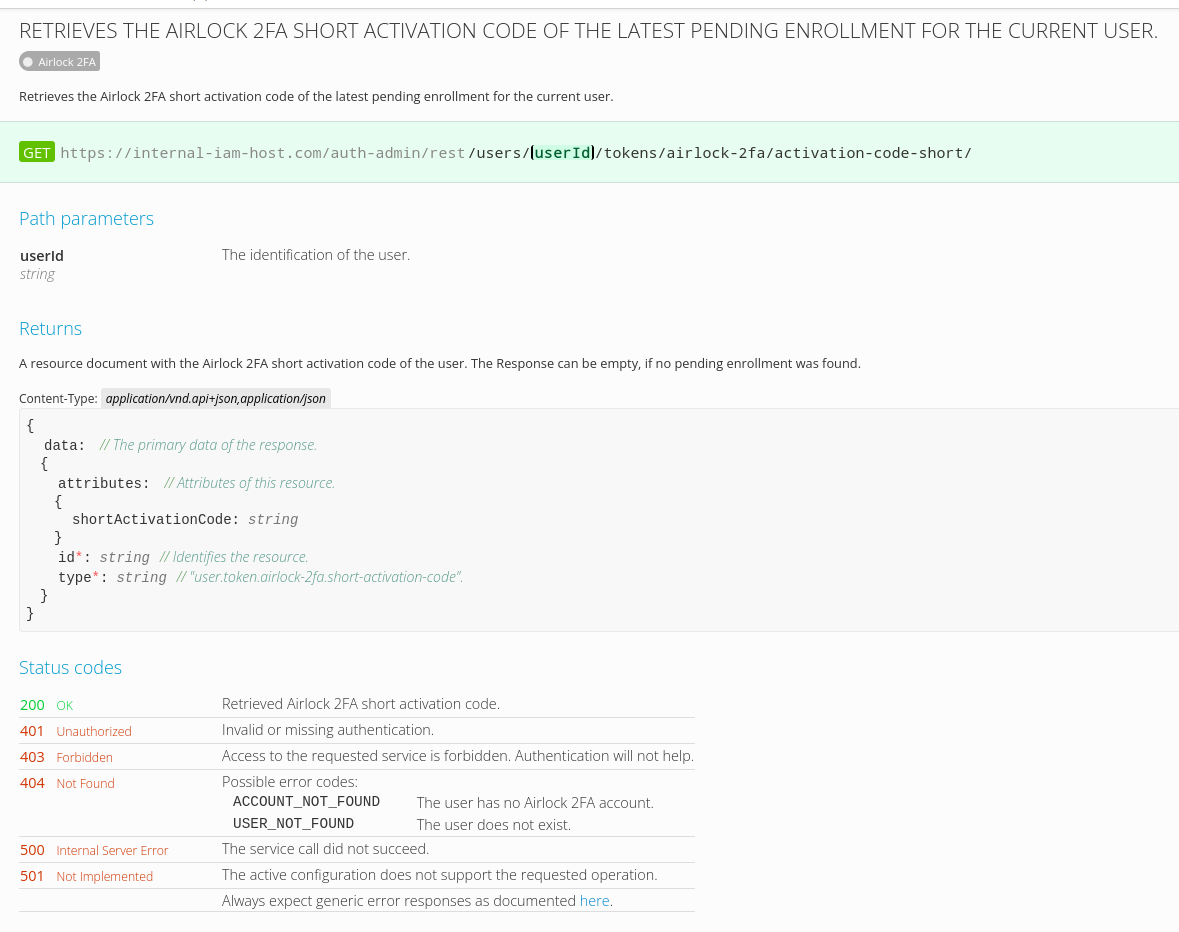 RETRIEVES THE AIRLOCK 2FA SHORT ACTIVATION CODE OF THE LATEST PENDING ENROLLMENT FOR THE CURRENT USER.
Airlock 2FA
Retrieves the Airlock 2FA short activation code of the latest pending enrollment for the current user.
GET https://internal-iam-host.com/auth-admin/rest/users/{userId}/tokens/airlock-2fa/activation-code-short/
Path parameters
userId The identification of the user.
string
Returns
A resource document with the Airlock 2FA short activation code of the user. The Response can be empty, if no pending enrollment was found.
Content-Type: application/vnd.api+json,application/json
{
data: // The primary data of the response.
{
attributes: // Attributes of this resource.
{
shortActivationCode: string
}
id*: string // Identifies the resource.
type*: string // "user.token.airlock-2fa.short-activation-code".
}
}
Status codes
200 OK Retrieved Airlock 2FA short activation code.
401 Unauthorized Invalid or missing authentication.
403 Forbidden Access to the requested service is forbidden. Authentication will not help.
404 Not Found Possible error codes:
ACCOUNT_NOT_FOUND The user has no Airlock 2FA account.
USER_NOT_FOUND The user does not exist.
500 Internal Server Error The service call did not succeed.
501 Not Implemented The active configuration does not support the requested operation.
Always expect generic error responses as documented here.